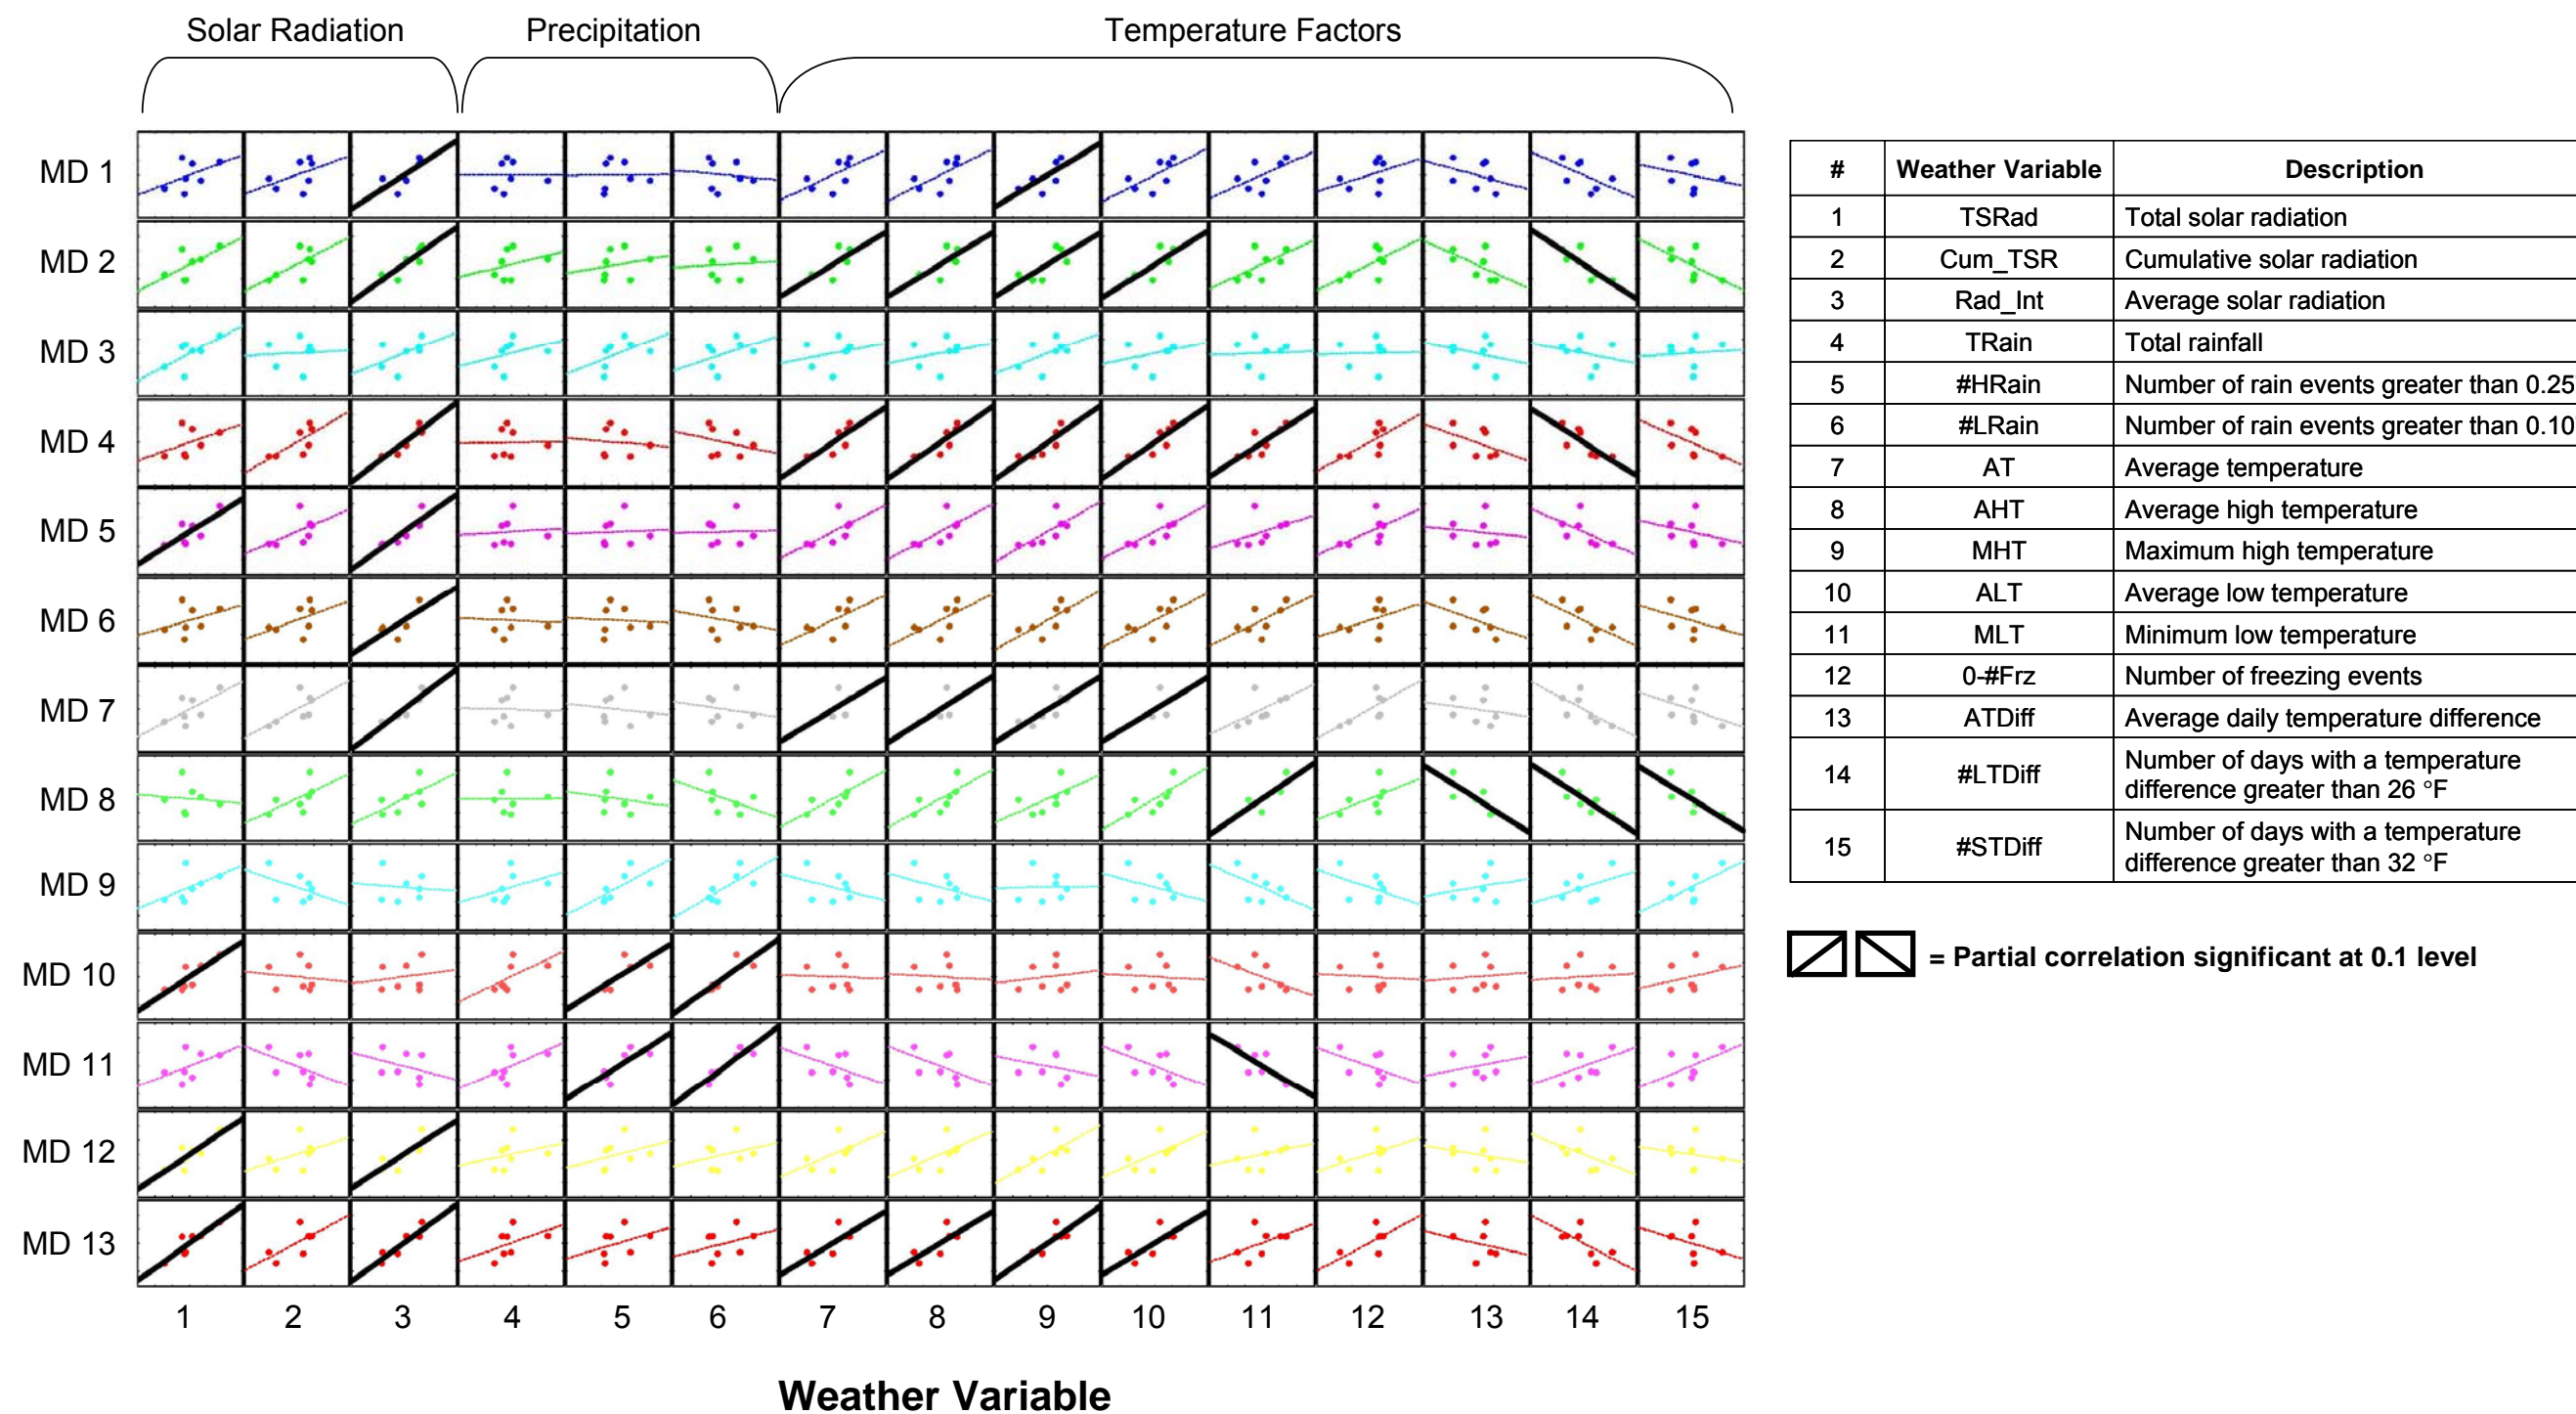 Solar Radiation Precipitation Temperature Factors
MD 1
MD 2
MD 3
MD 4
MD 5
MD 6
MD 7
MD 8
MD 9
MD 10
MD 11
MD 12
MD 13
1 2 3 4 5 6 7 8 9 10 11 12 13 14 15
Weather Variable
# Weather Variable Description
1 TSRad Total solar radiation
2 Cum_TSR Cumulative solar radiation
3 Rad_Int Average solar radiation
4 TRain Total rainfall
5 #HRain Number of rain events greater than 0.25
6 #LRain Number of rain events greater than 0.10
7 AT Average temperature
8 AHT Average high temperature
9 MHT Maximum high temperature
10 ALT Average low temperature
11 MLT Minimum low temperature
12 0-#Frz Number of freezing events
13 ATDiff Average daily temperature difference
14 #LTDiff Number of days with a temperature
difference greater than 26 °F
15 #STDiff Number of days with a temperature
difference greater than 32 °F
= Partial correlation significant at 0.1 level